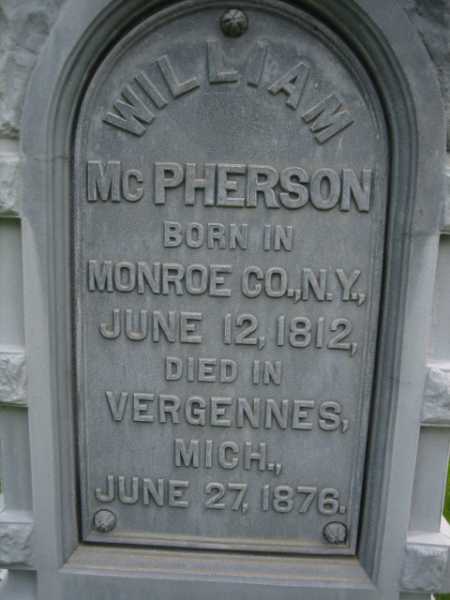 WILLIAM
McPHERSON
BORN IN
MONROE CO., N.Y.,
JUNE 12, 1812,
DIED IN
VERGENNES,
MICH.,
JUNE 27, 1876.